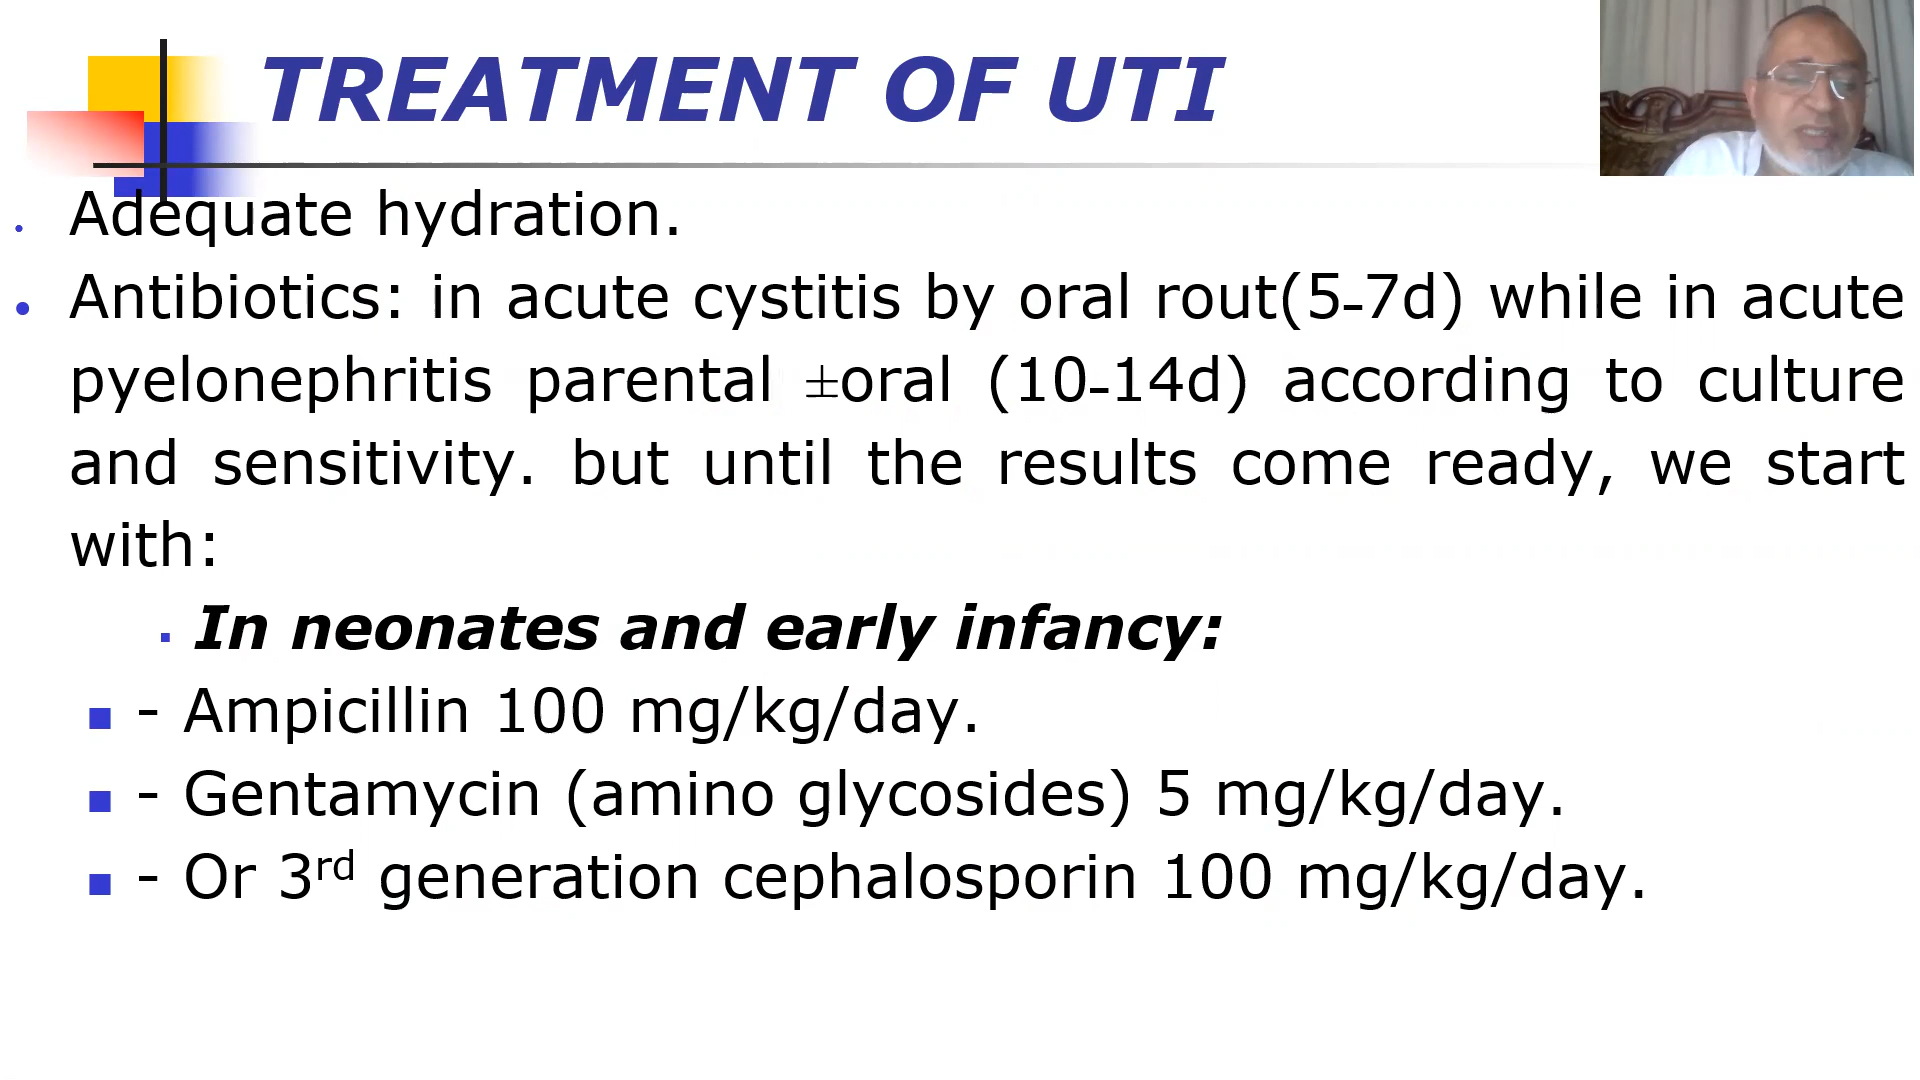 TREATMENT OF UTI
Adequate hydration.
Antibiotics: in acute cystitis by oral rout(5-7d) while in acute
pyelonephritis parental ±oral (10-14d) according to culture
and sensitivity. but until the results come ready, we start
with:
In neonates and early infancy:
- Ampicillin 100 mg/kg/day.
- Gentamycin (amino glycosides) 5 mg/kg/day.
- Or 3rd generation cephalosporin 100 mg/kg/day.